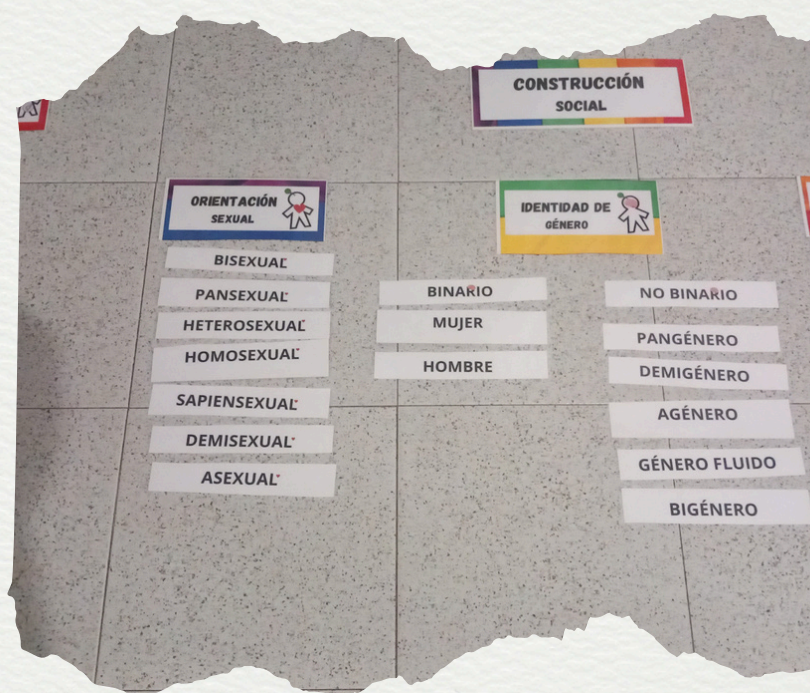 CONSTRUCCIÓN
SOCIAL
ORIENTACIÓN
SEXUAL
BISEXUAL
PANSEXUAL
HETEROSEXUAL
HOMOSEXUAL
SAPIENSEXUAL
DEMISEXUAL
ASEXUAL
IDENTIDAD DE
GÉNERO
BINARIO
MUJER
HOMBRE
NO BINARIO
PANGÉNERO
DEMIGÉNERO
AGÉNERO
GÉNERO FLUIDO
BIGÉNERO